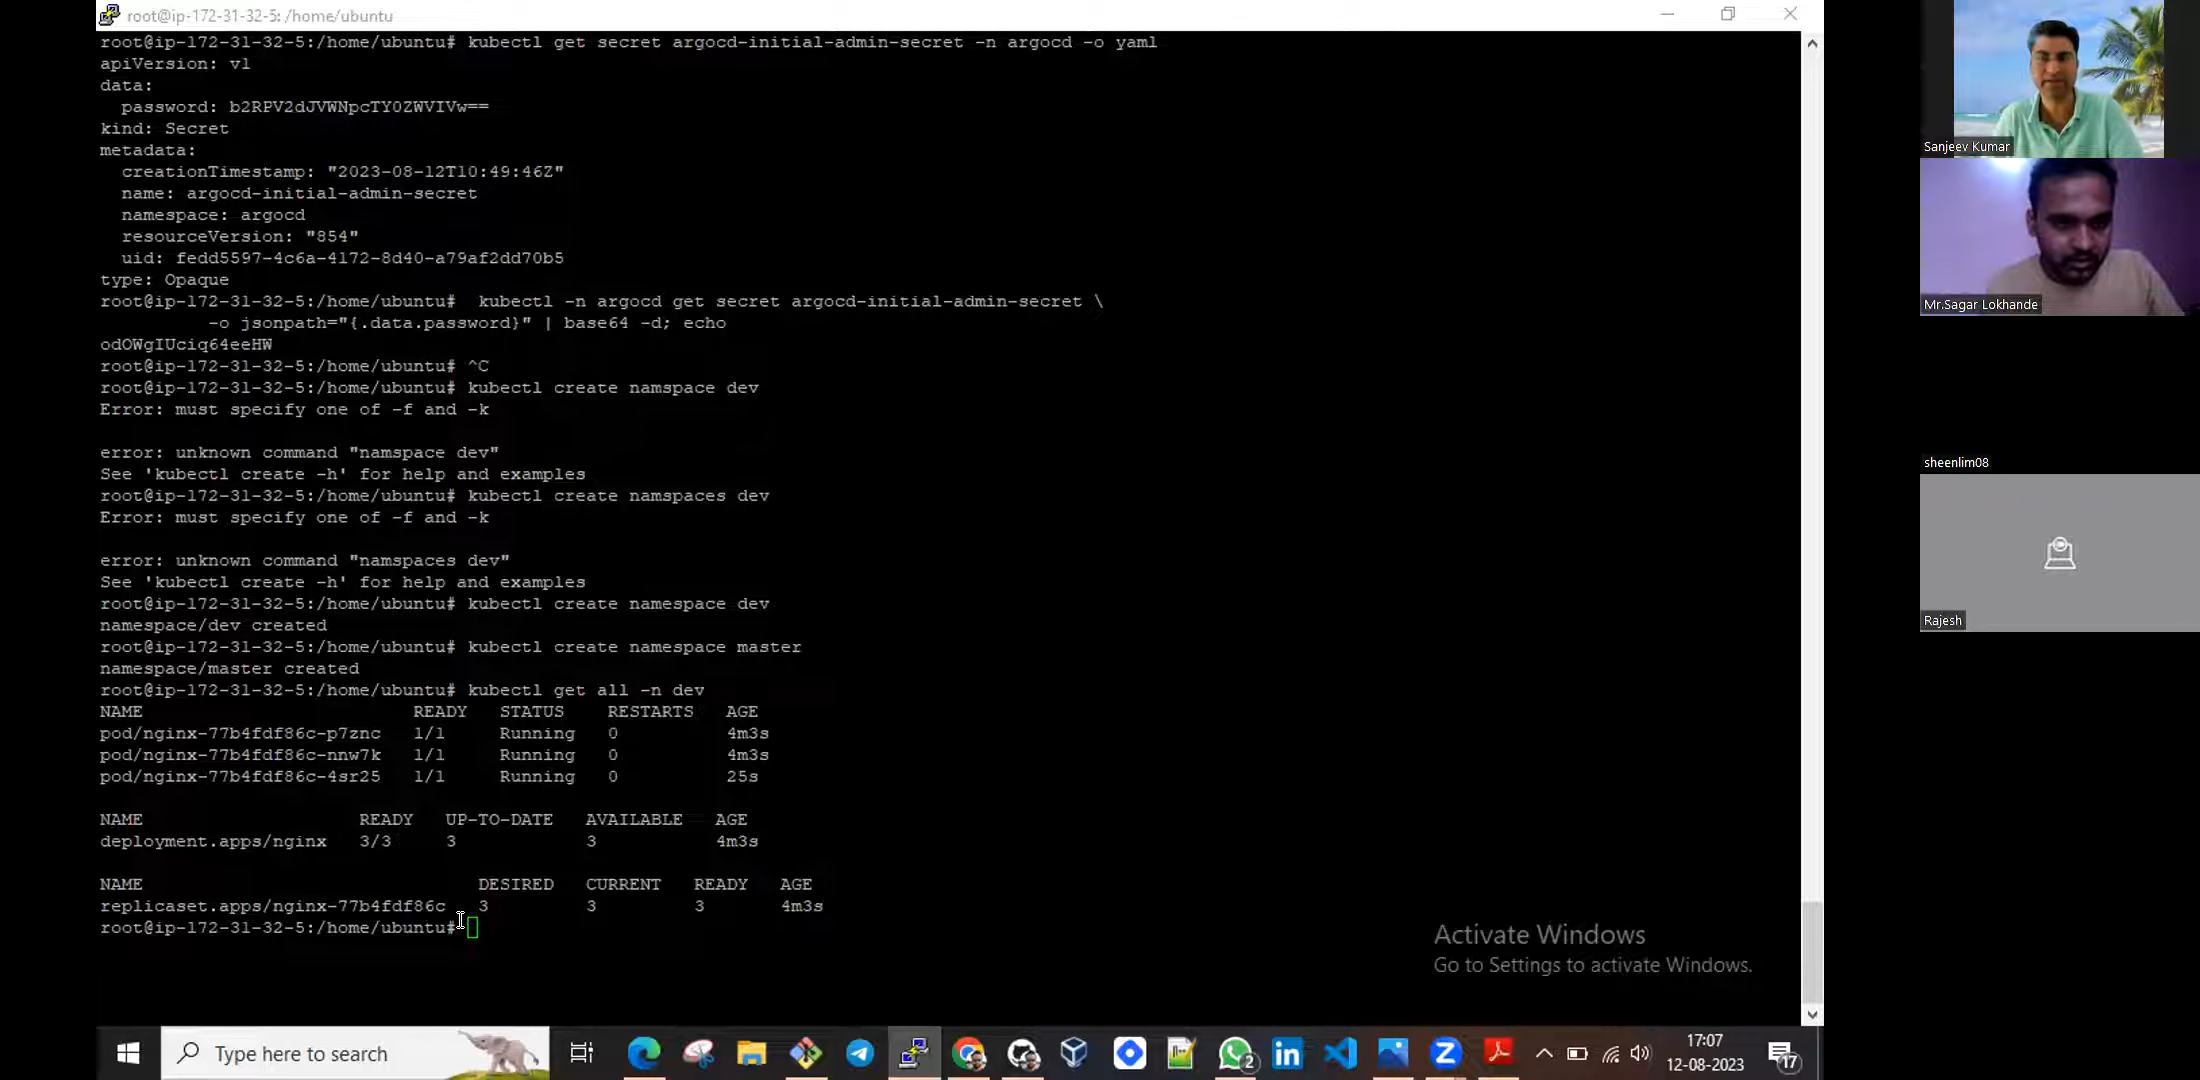 root@ip-172-31-32-5: /home/ubuntu
root@ip-172-31-32-5:/home/ubuntu# kubectl get secret argocd-initial-admin-secret -n argocd -o yaml
apiVersion: v1
data:
  password: b2RPV2dJVWNpcTY0ZWVIVw==
kind: Secret
metadata:
  creationTimestamp: "2023-08-12T10:49:46Z"
  name: argocd-initial-admin-secret
  namespace: argocd
  resourceVersion: "854"
  uid: fedd5597-4c6a-4172-8d40-a79af2dd70b5
type: Opaque
root@ip-172-31-32-5:/home/ubuntu#  kubectl -n argocd get secret argocd-initial-admin-secret \
          -o jsonpath="{.data.password}" | base64 -d; echo
odOWgIUciq64eeHW
root@ip-172-31-32-5:/home/ubuntu# ^C
root@ip-172-31-32-5:/home/ubuntu# kubectl create namspace dev
Error: must specify one of -f and -k

error: unknown command "namspace dev"
See 'kubectl create -h' for help and examples
root@ip-172-31-32-5:/home/ubuntu# kubectl create namspaces dev
Error: must specify one of -f and -k

error: unknown command "namspaces dev"
See 'kubectl create -h' for help and examples
root@ip-172-31-32-5:/home/ubuntu# kubectl create namespace dev
namespace/dev created
root@ip-172-31-32-5:/home/ubuntu# kubectl create namespace master
namespace/master created
root@ip-172-31-32-5:/home/ubuntu# kubectl get all -n dev
NAME                         READY   STATUS    RESTARTS   AGE
pod/nginx-77b4fdf86c-p7znc   1/1     Running   0          4m3s
pod/nginx-77b4fdf86c-nnw7k   1/1     Running   0          4m3s
pod/nginx-77b4fdf86c-4sr25   1/1     Running   0          25s

NAME                    READY   UP-TO-DATE   AVAILABLE   AGE
deployment.apps/nginx   3/3     3            3           4m3s

NAME                               DESIRED   CURRENT   READY   AGE
replicaset.apps/nginx-77b4fdf86c   3         3         3       4m3s
root@ip-172-31-32-5:/home/ubuntu#
Activate Windows
Go to Settings to activate Windows.
Type here to search
2
17:07
12-08-2023
17
Sanjeev Kumar
Mr.Sagar Lokhande
sheenlim08
Rajesh